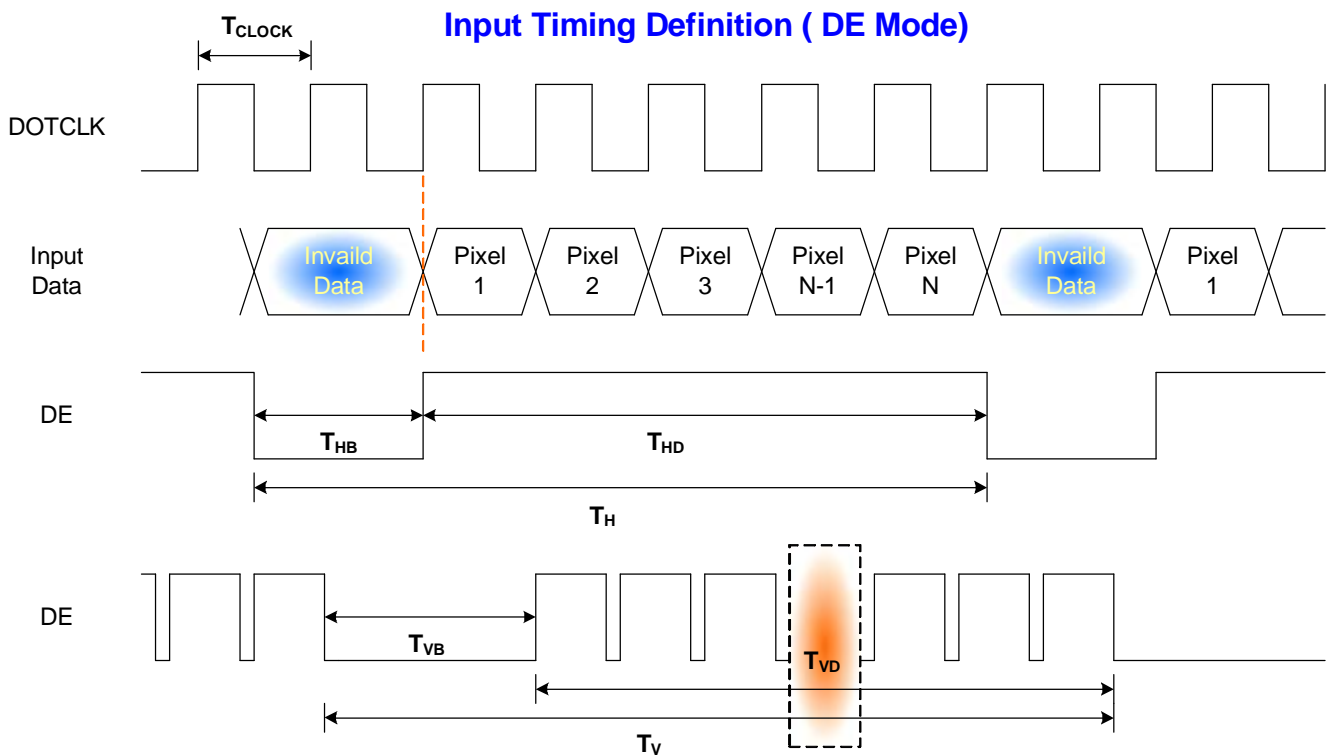 Input Timing Definition ( DE Mode)
TCLOCK
DOTCLK
Input
Data
Invaild
Data
Pixel
1
Pixel
2
Pixel
3
Pixel
N-1
Pixel
N
Invaild
Data
Pixel
1
DE
THB
THD
TH
DE
TVB
TVD
TV